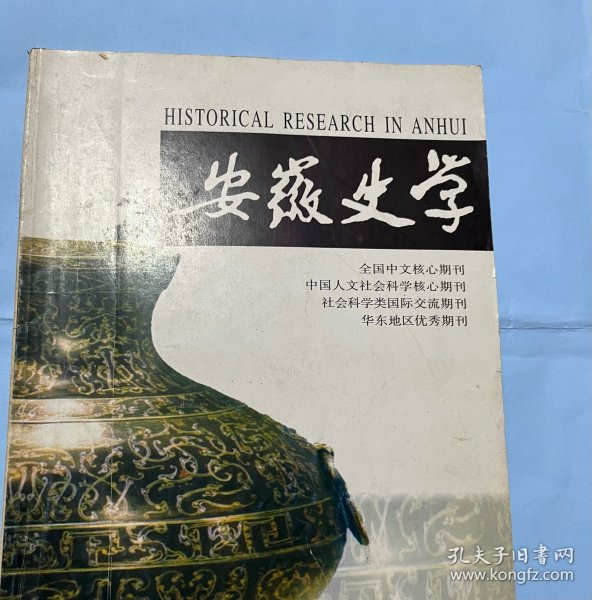 HISTORICAL RESEARCH IN ANHUI
安徽史学
全国中文核心期刊
中国人文社会科学核心期刊
社会科学类国际交流期刊
华东地区优秀期刊
孔夫子旧书网
www.kongfz.com